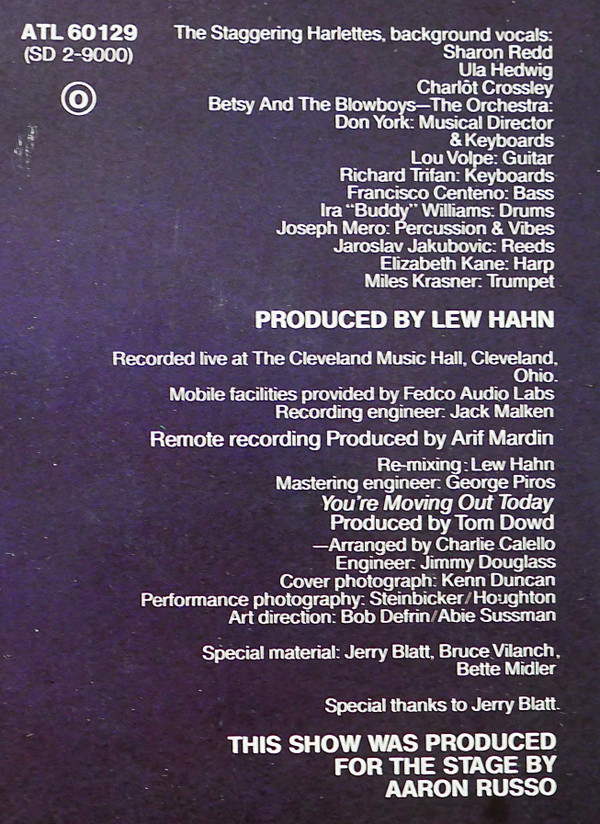 ATL 60129
(SD 2-9000)
O
The Staggering Harlettes, background vocals:
Sharon Redd
Ula Hedwig
Charlôt Crossley
Betsy And The Blowboys—The Orchestra:
Don York: Musical Director
& Keyboards
Lou Volpe: Guitar
Richard Trifan: Keyboards
Francisco Centeno: Bass
Ira “Buddy” Williams: Drums
Joseph Mero: Percussion & Vibes
Jaroslav Jakubovic: Reeds
Elizabeth Kane: Harp
Miles Krasner: Trumpet
PRODUCED BY LEW HAHN
Recorded live at The Cleveland Music Hall, Cleveland,
Ohio.
Mobile facilities provided by Fedco Audio Labs
Recording engineer: Jack Malken
Remote recording Produced by Arif Mardin
Re-mixing: Lew Hahn
Mastering engineer: George Piros
You're Moving Out Today
Produced by Tom Dowd
—Arranged by Charlie Calello
Engineer: Jimmy Douglass
Cover photograph: Kenn Duncan
Performance photography: Steinbicker/Houghton
Art direction: Bob Defrin/Abie Sussman
Special material: Jerry Blatt, Bruce Vilanch,
Bette Midler
Special thanks to Jerry Blatt.
THIS SHOW WAS PRODUCED
FOR THE STAGE BY
AARON RUSSO